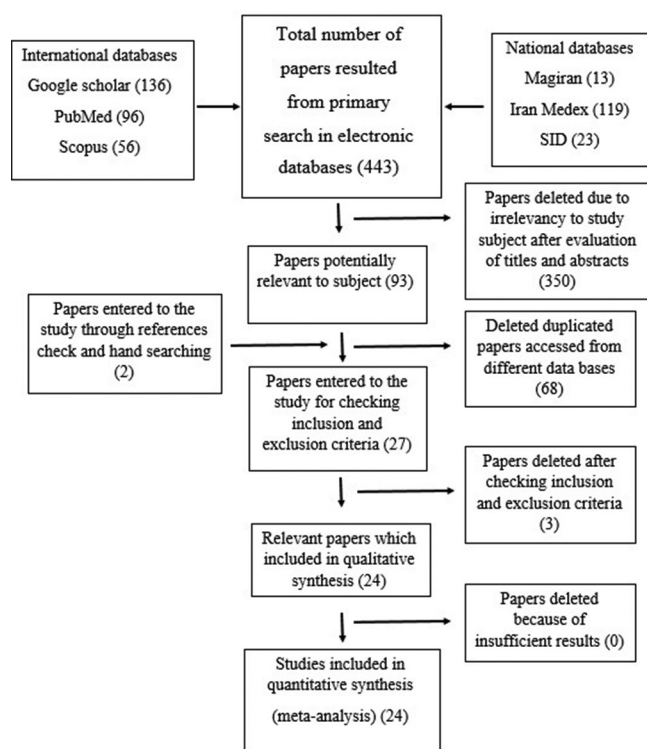 International databases
Google scholar (136)
PubMed (96)
Scopus (56)
Total number of
papers resulted
from primary
search in electronic
databases (443)
National databases
Magiran (13)
Iran Medex (119)
SID (23)
Papers deleted due to
irrelevancy to study
subject after evaluation
of titles and abstracts
(350)
Papers potentially
relevant to subject (93)
Papers entered to the
study through references
check and hand searching
(2)
Deleted duplicated
papers accessed from
different data bases
(68)
Papers entered to the
study for checking
inclusion and
exclusion criteria (27)
Papers deleted after
checking inclusion
and exclusion criteria
(3)
Relevant papers which
included in qualitative
synthesis (24)
Papers deleted
because of
insufficient results (0)
Studies included in
quantitative synthesis
(meta-analysis) (24)